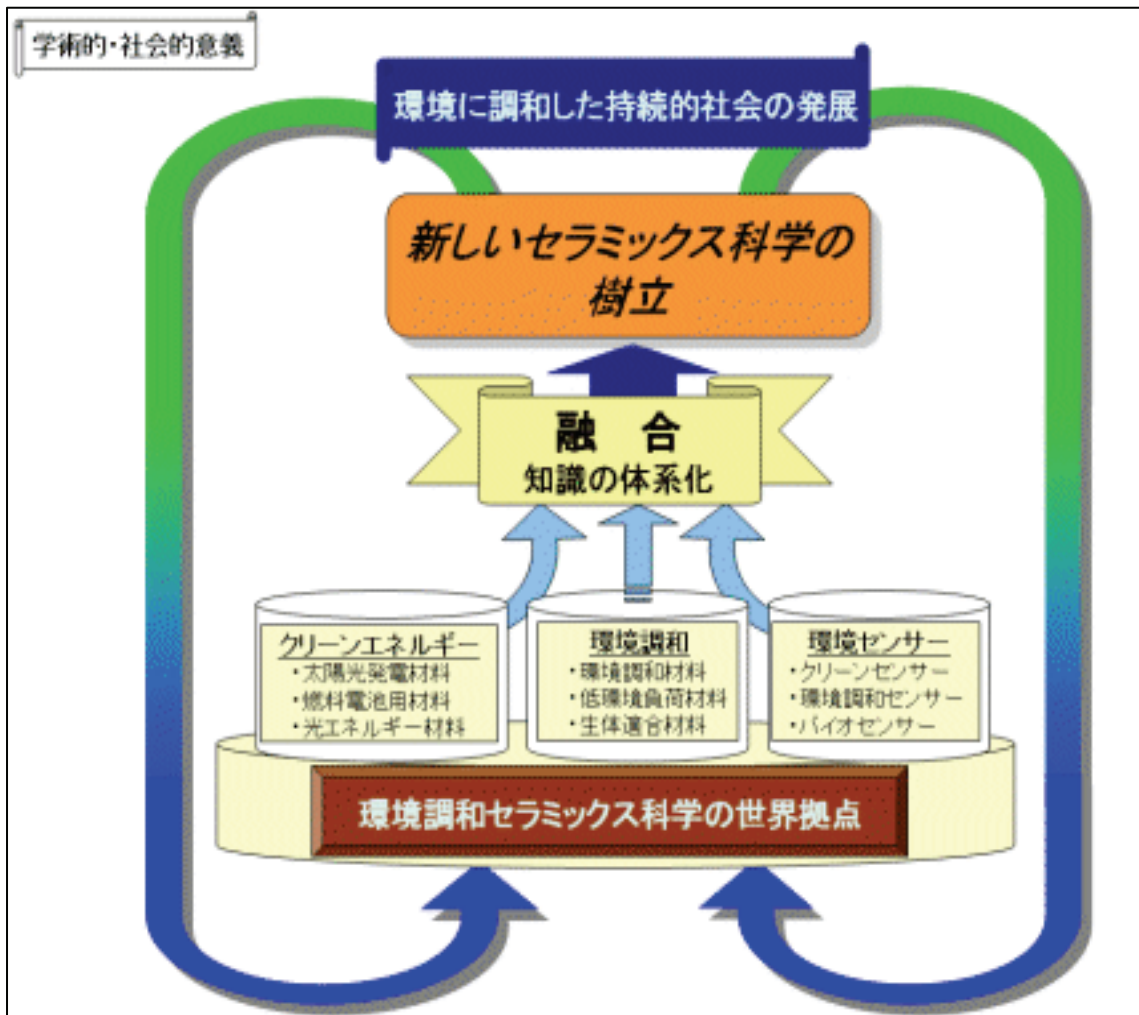 学術的・社会的意義
環境に調和した持続的社会の発展
新しいセラミックス科学の
樹立
融 合
知識の体系化
クリーンエネルギー
・太陽光発電材料
・燃料電池用材料
・光エネルギー材料
環境調和
・環境調和材料
・低環境負荷材料
・生体適合材料
環境センサー
・クリーンセンサー
・環境調和センサー
・バイオセンサー
環境調和セラミックス科学の世界拠点